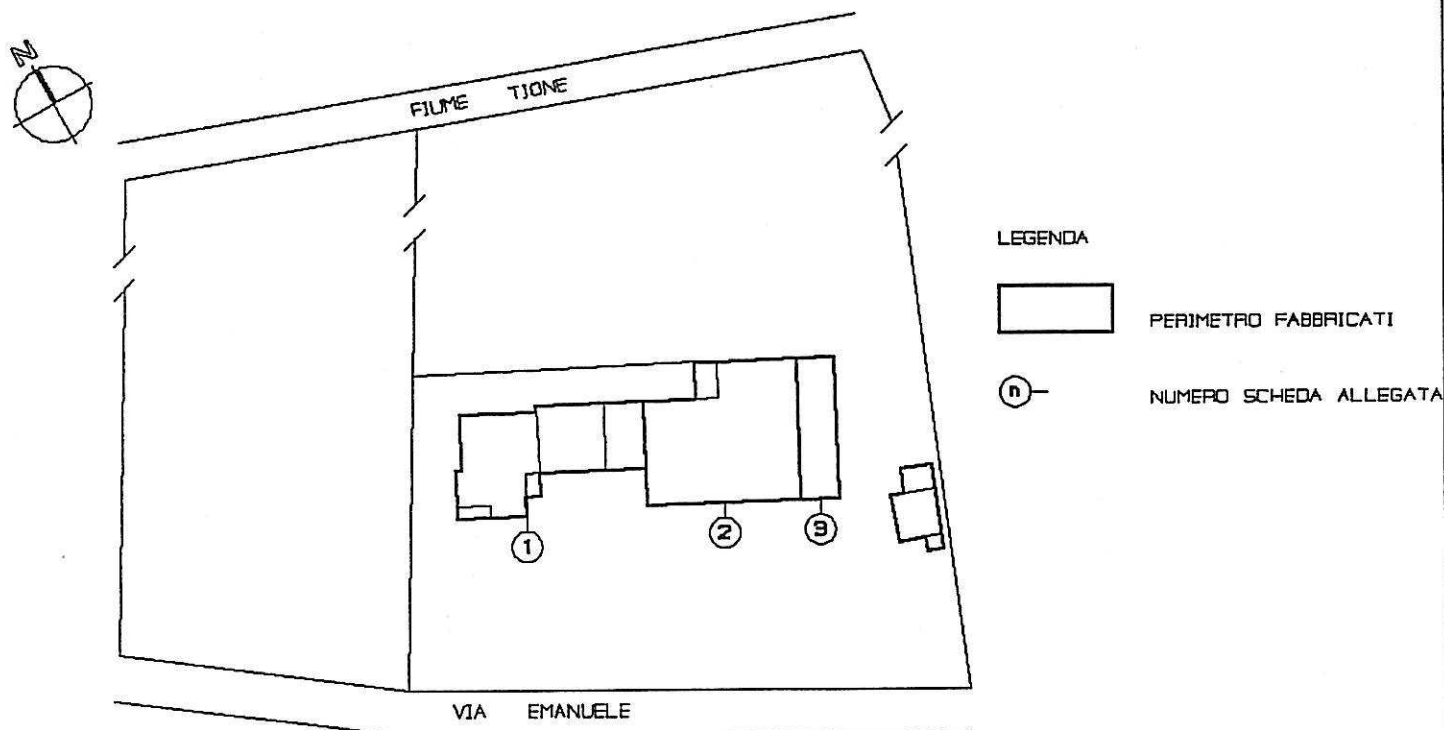 N
FIUME TIONE
LEGENDA
PERIMETRO FABBRICATI
n
NUMERO SCHEDA ALLEGATA
1
2
3
VIA EMANUELE